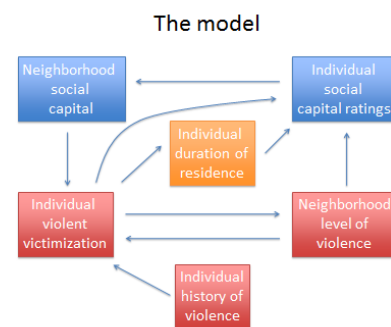 The model
Neighborhood
social
capital
Individual
social
capital ratings
Individual
duration of
residence
Individual
violent
victimization
Neighborhood
level of
violence
Individual
history of
violence